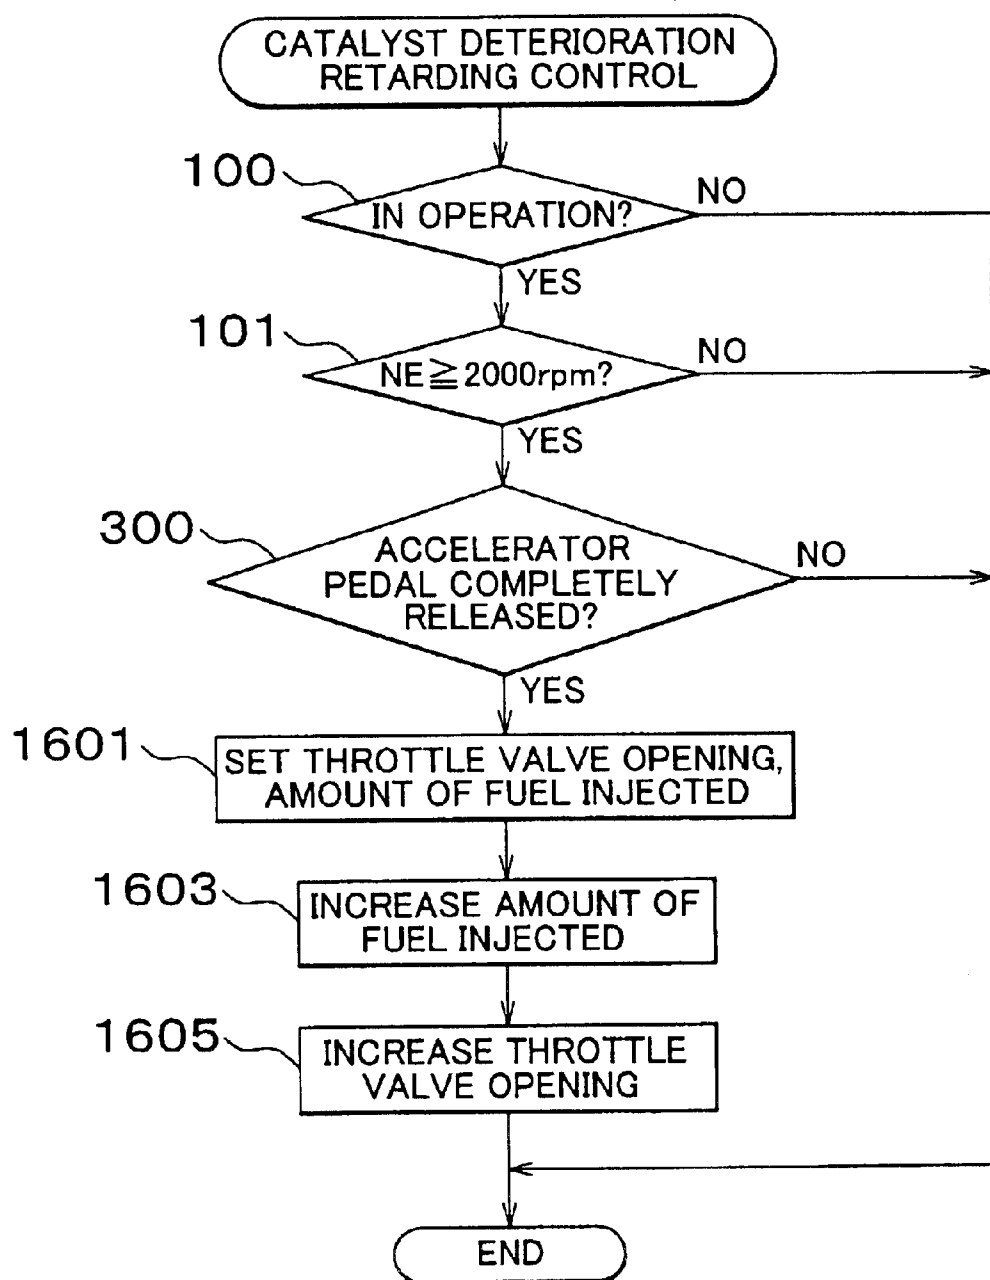 CATALYST DETERIORATION
RETARDING CONTROL
100
IN OPERATION?
NO
YES
101
NE≧2000rpm?
NO
YES
300
ACCELERATOR
PEDAL COMPLETELY
RELEASED?
NO
YES
1601
SET THROTTLE VALVE OPENING,
AMOUNT OF FUEL INJECTED
1603
INCREASE AMOUNT OF
FUEL INJECTED
1605
INCREASE THROTTLE
VALVE OPENING
END